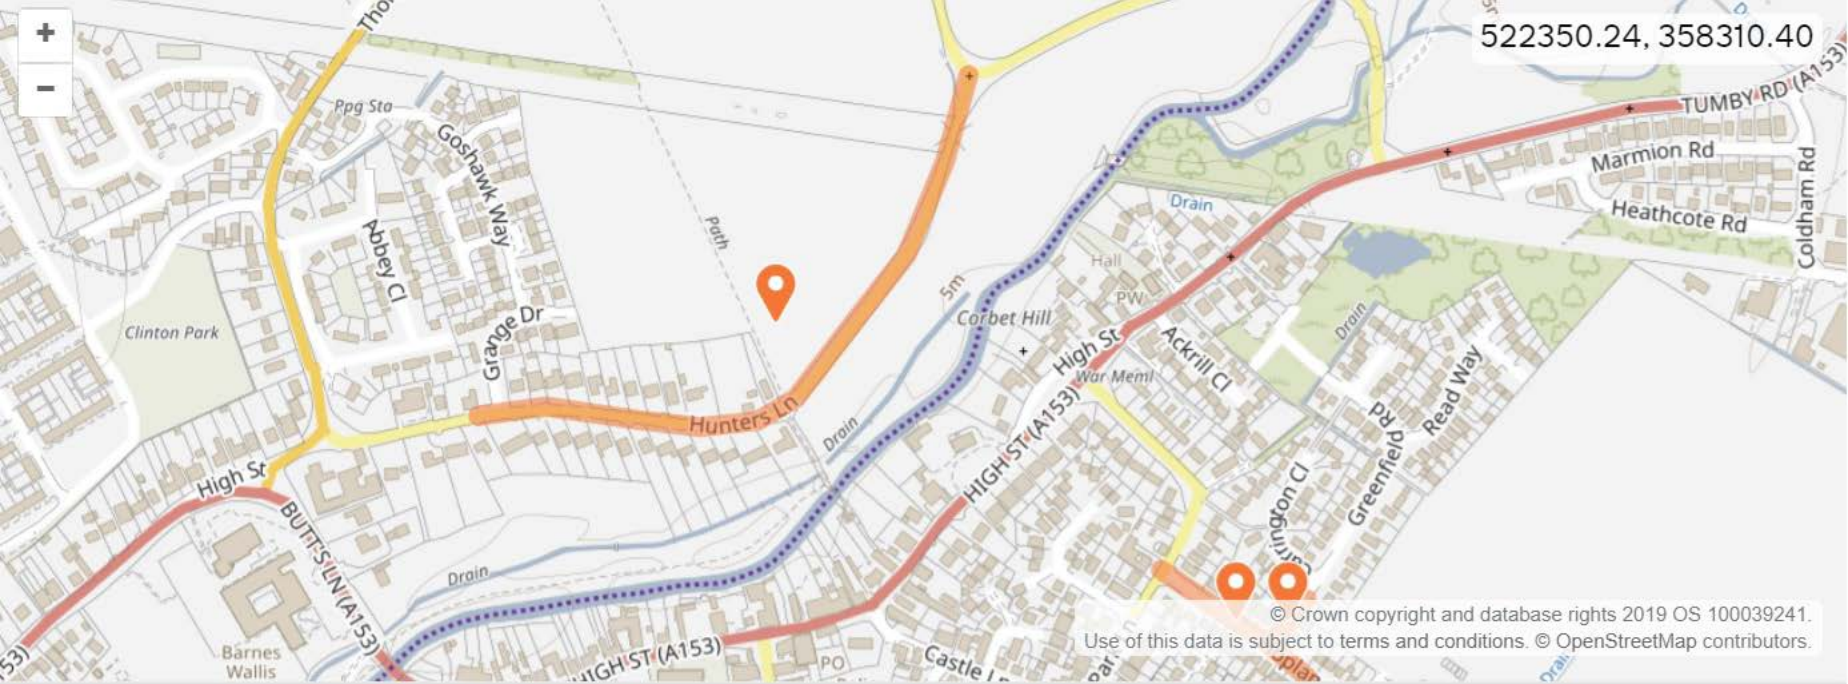 +
−
Tho
522350.24, 358310.40
TUMBY RD (A153)
Ppg Sta
Goshawk Way
Marmion Rd
Coldham Rd
Path
Drain
Heathcote Rd
Abbey Cl
Hall
5m
PW
Corbet Hill
Clinton Park
Grange Dr
High St
Ackrill Cl
Drain
War Meml
Read Way
Hunters Ln
Drain
HIGH ST (A153)
Greenfield Rd
High St
BUTTS LN (A153)
Drain
© Crown copyright and database rights 2019 OS 100039241.
Use of this data is subject to terms and conditions. © OpenStreetMap contributors.
Barnes
Wallis
HIGH ST (A153)
PO
Castle L
Drai
53)